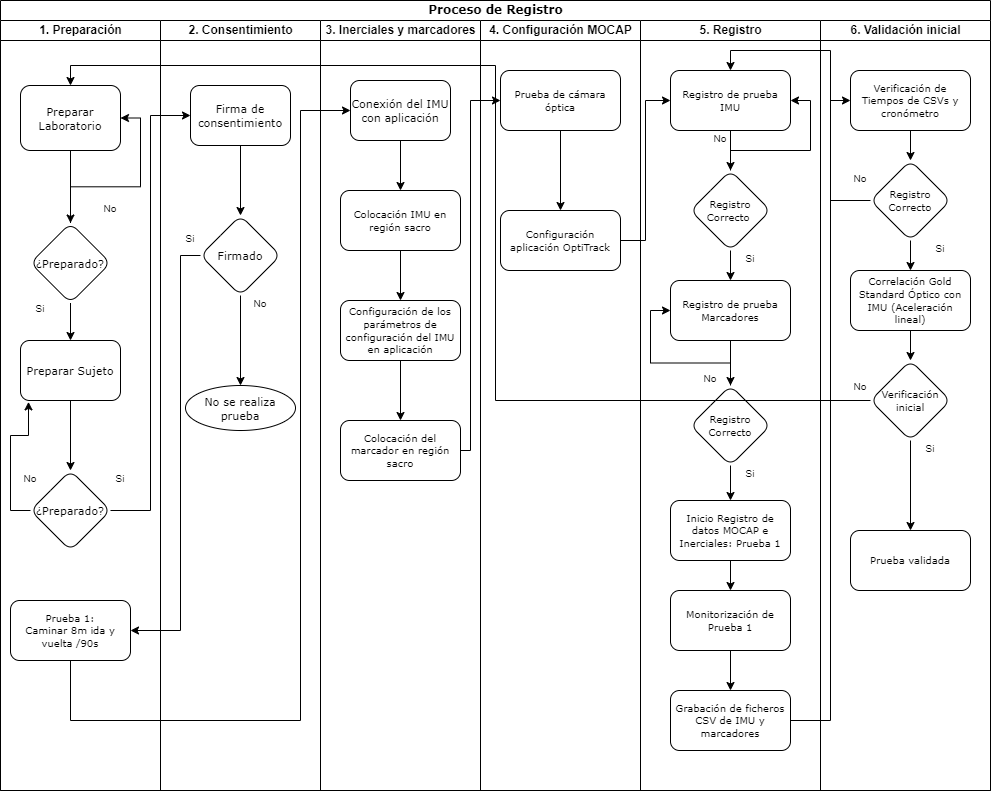 Proceso de Registro
1. Preparación
2. Consentimiento
3. Inerciales y marcadores
4. Configuración MOCAP
5. Registro
6. Validación inicial
Preparar
Laboratorio
No
¿Preparado?
Si
Preparar Sujeto
No
Si
¿Preparado?
Prueba 1:
Caminar 8m ida y
vuelta /90s
Firma de
consentimiento
Si
Firmado
No
No se realiza
prueba
Conexión del IMU
con aplicación
Colocación IMU en
región sacro
Configuración de los
parámetros de
configuración del IMU
en aplicación
Colocación del
marcador en región
sacro
Prueba de cámara
óptica
Configuración
aplicación OptiTrack
Registro de prueba
IMU
No
Registro
Correcto
Si
Registro de prueba
Marcadores
No
Registro
Correcto
Si
Inicio Registro de
datos MOCAP e
Inerciales: Prueba 1
Monitorización de
Prueba 1
Grabación de ficheros
CSV de IMU y
marcadores
Verificación de
Tiempos de CSVs y
cronómetro
No
Registro
Correcto
Si
Correlación Gold
Standard Óptico con
IMU (Aceleración
lineal)
No
Verificación
inicial
Si
Prueba validada